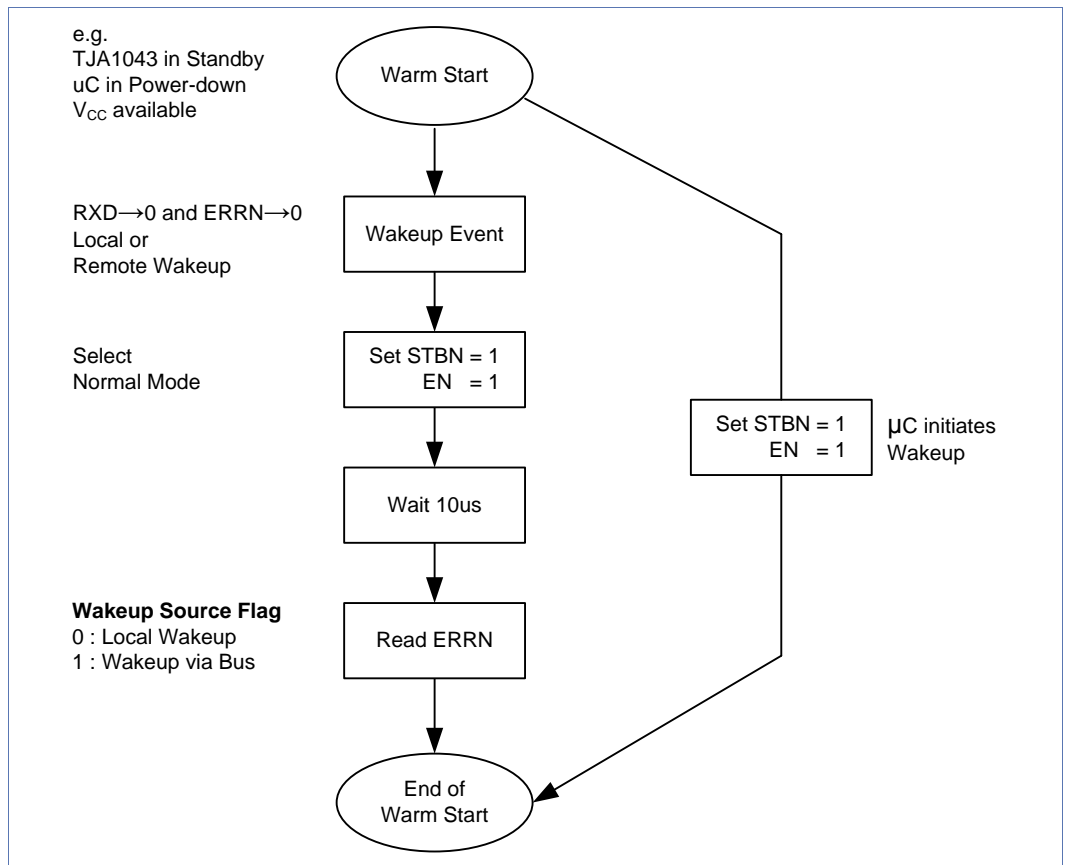 e.g.
TJA1043 in Standby
uC in Power-down
VCC available
Warm Start
RXD→0 and ERRN→0
Local or
Remote Wakeup
Wakeup Event
Select
Normal Mode
Set STBN = 1
EN = 1
Set STBN = 1
EN = 1
µC initiates
Wakeup
Wait 10us
Wakeup Source Flag
0 : Local Wakeup
1 : Wakeup via Bus
Read ERRN
End of
Warm Start